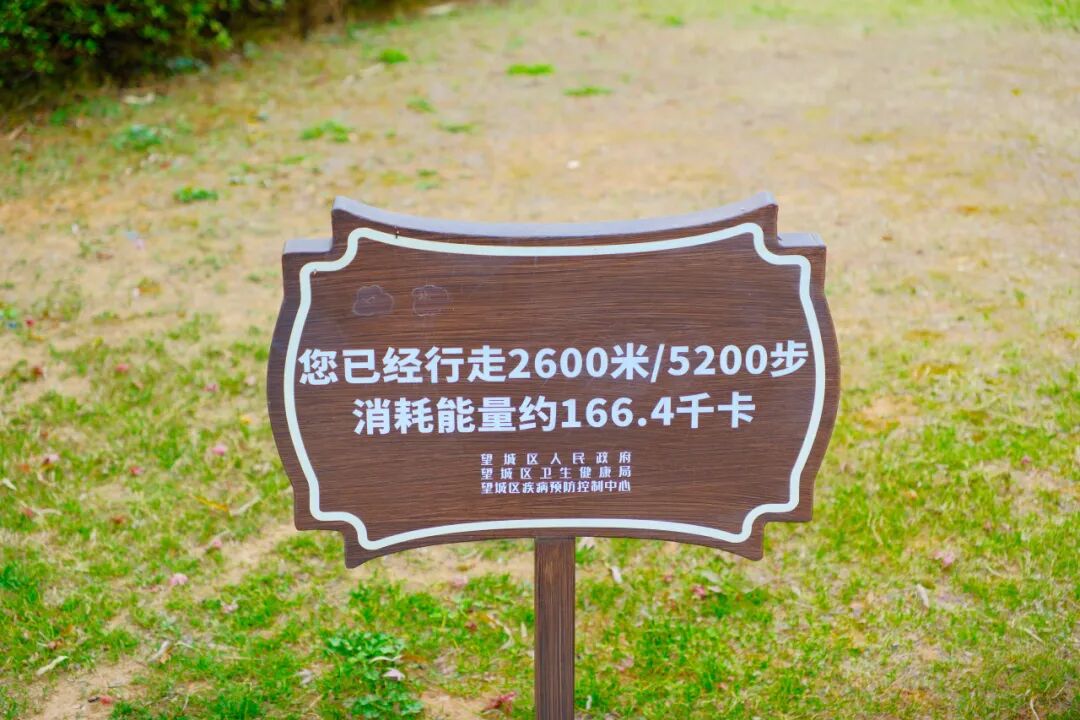 您已经行走2600米/5200步
消耗能量约166.4千卡
望城区人民政府
望城区卫生健康局
望城区疾病预防控制中心